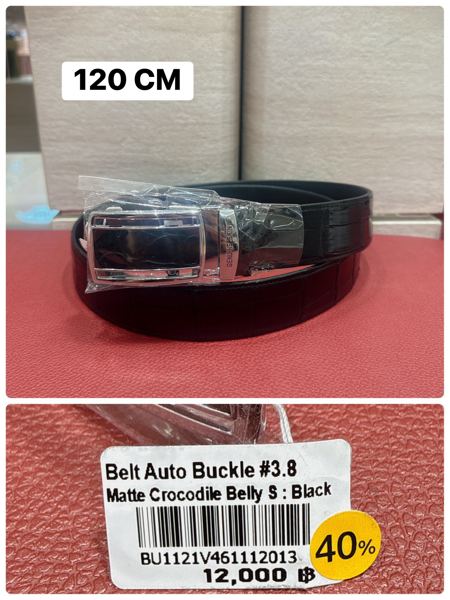 120 CM
Belt Auto Buckle #3.8
Matte Crocodile Belly S : Black
BU1121V461112013
40%
12,000 ฿